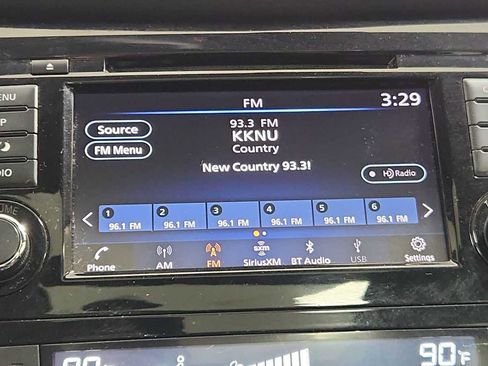 FM
3:29
MENU
Source
93.3 FM
KKNU
FM Menu
Country
New Country 93.3!
HD Radio
1 2 3 4 5 6
96.1 FM 96.1 FM 96.1 FM 96.1 FM 96.1 FM 96.1 FM
Phone AM FM SiriusXM BT Audio USB Settings
sxm
90°F